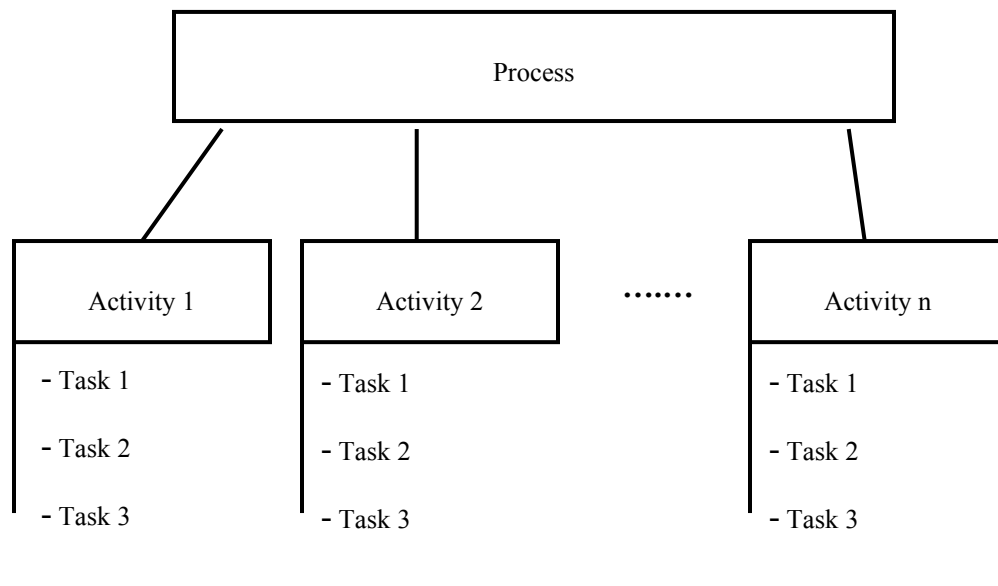 Process
Activity 1
Activity 2
.......
Activity n
- Task 1
- Task 2
- Task 3
- Task 1
- Task 2
- Task 3
- Task 1
- Task 2
- Task 3